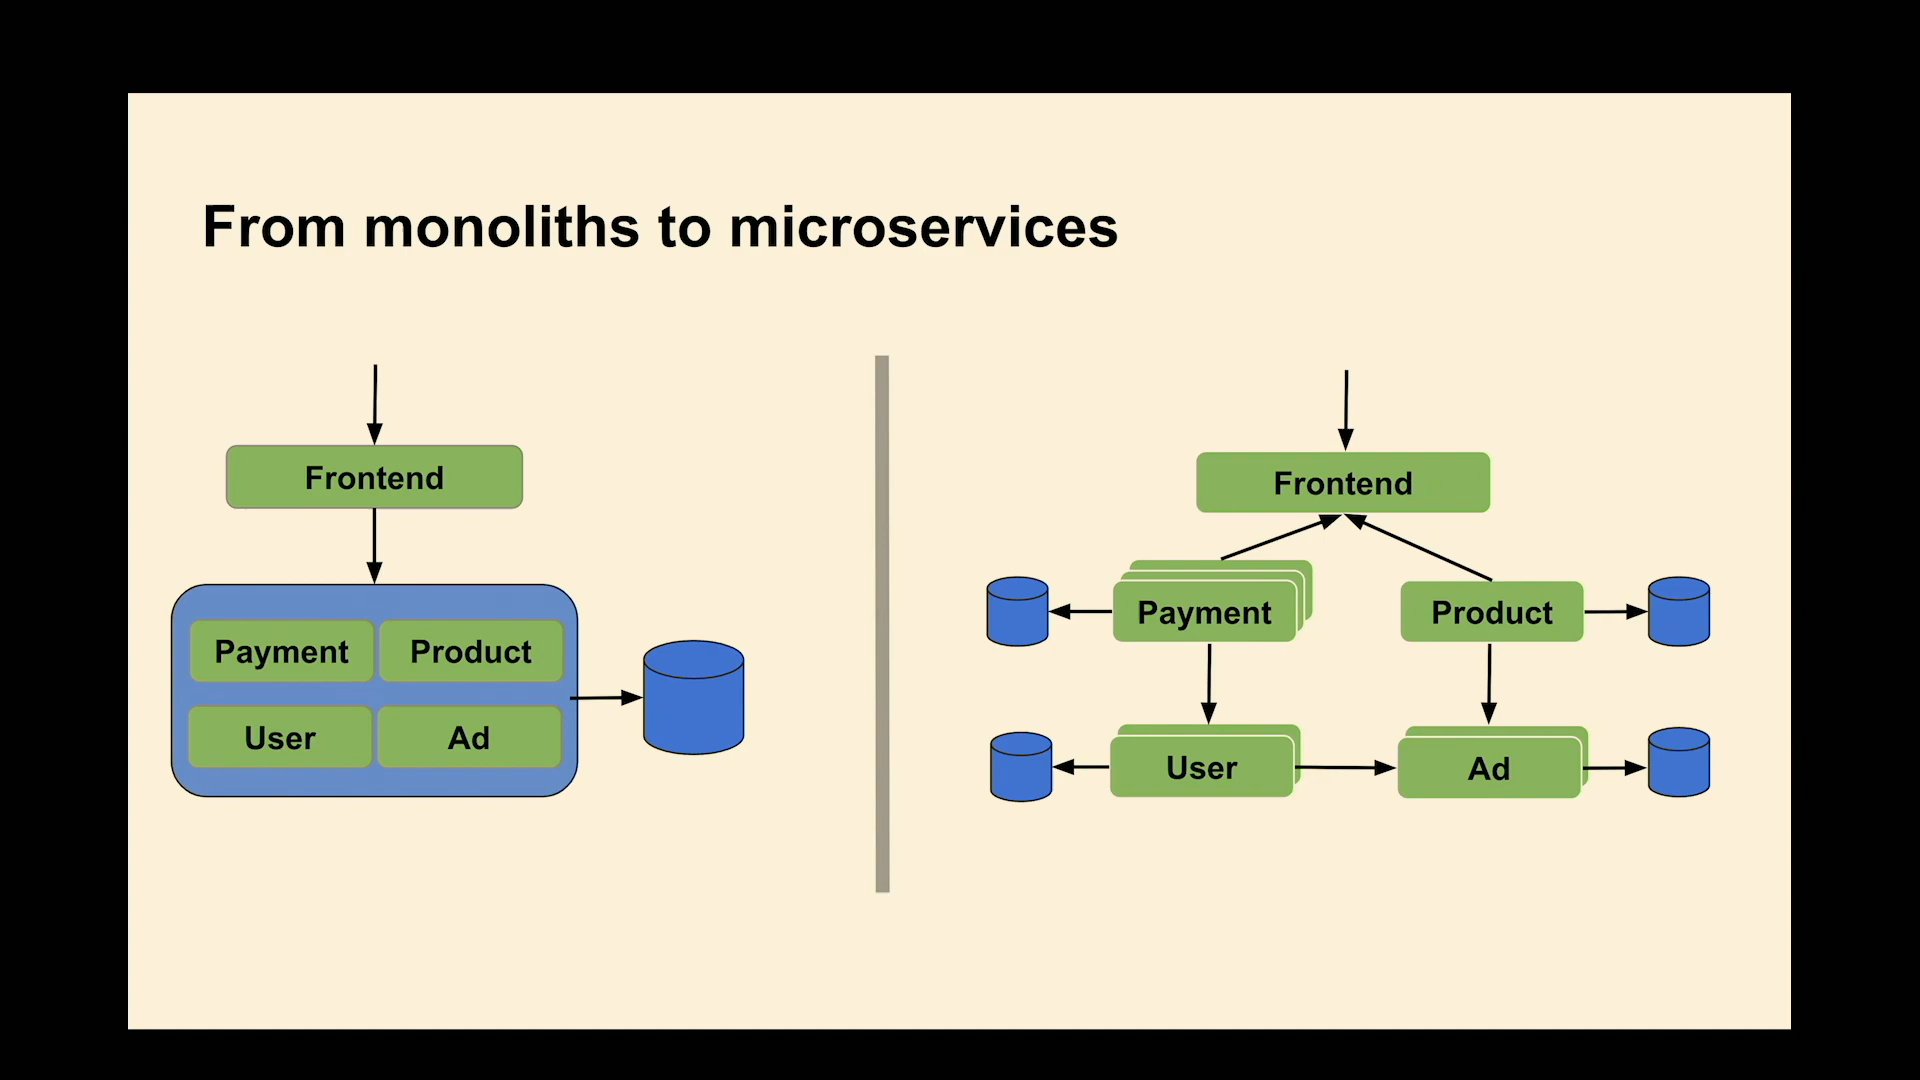 From monoliths to microservices
Frontend
Payment
Product
User
Ad
Frontend
Payment
Product
User
Ad